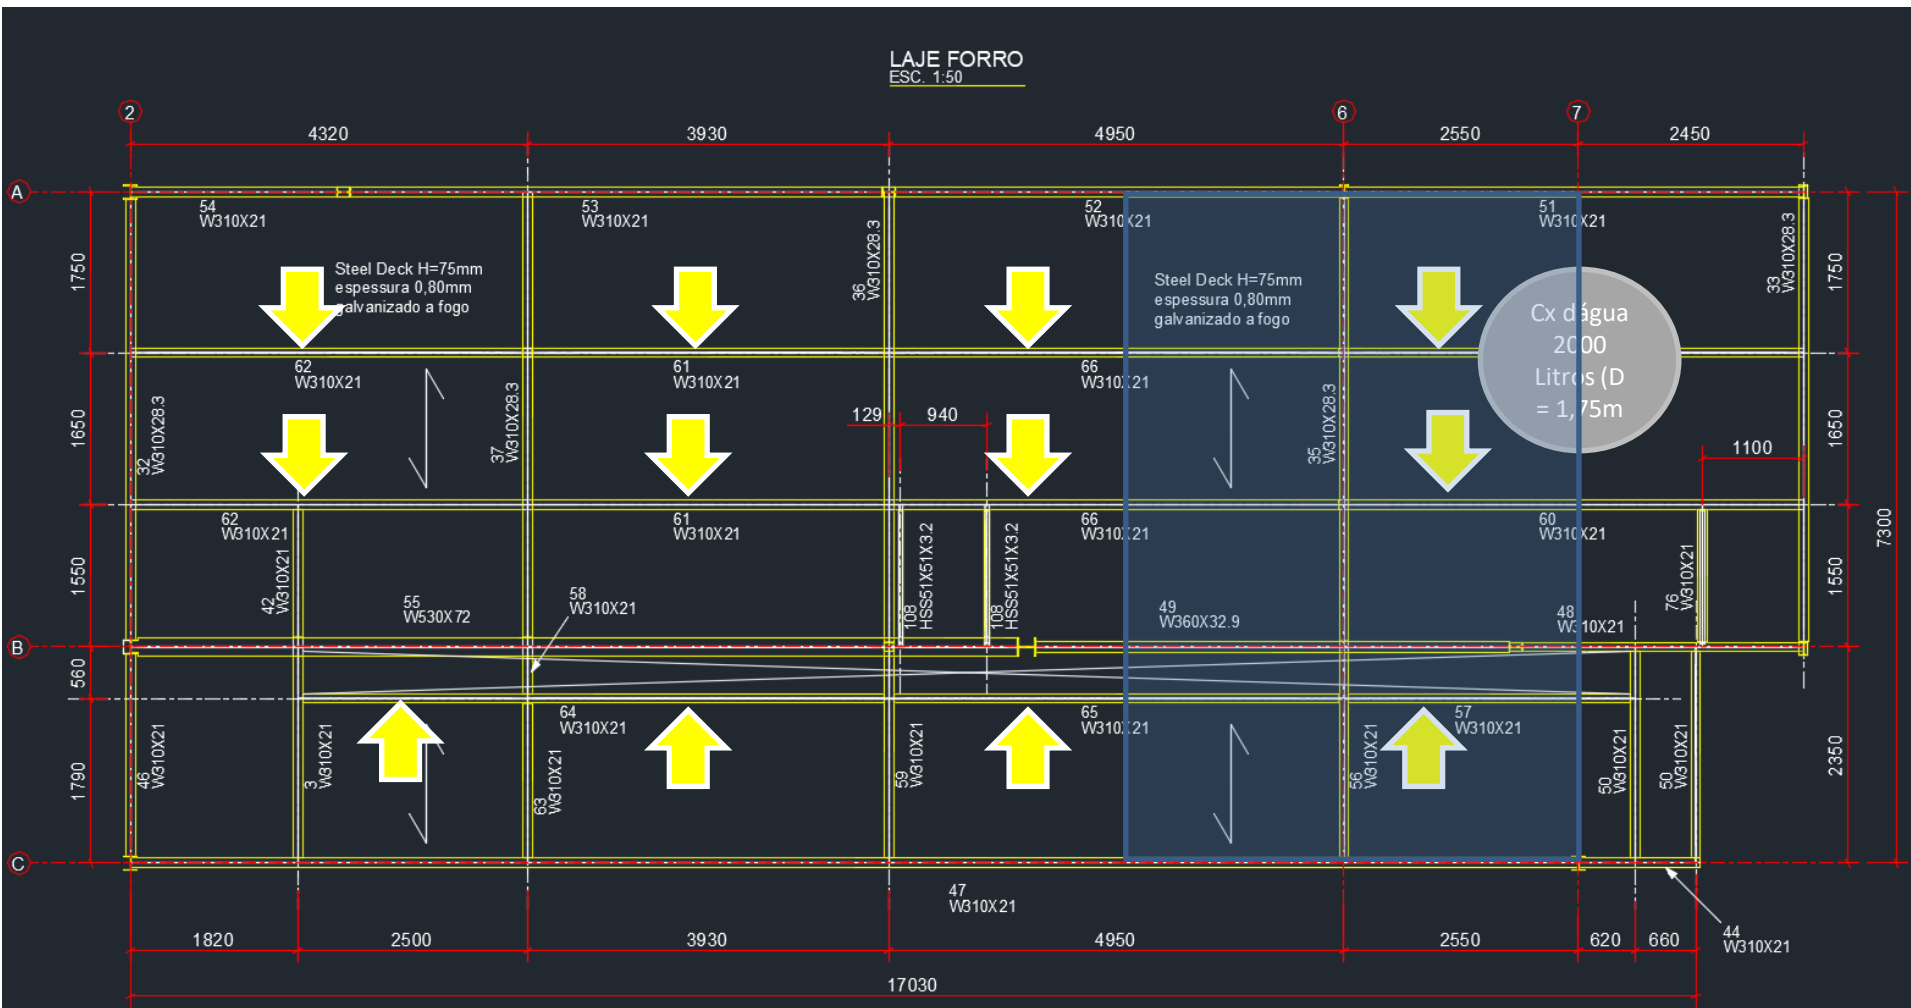 LAJE FORRO
ESC. 1:50
2
6
7
4320
3930
4950
2550
2450
A
54
W310X21
53
W310X21
52
W310X21
51
W310X21
1750
36
W310X28.3
33
W310X28.3
1750
Steel Deck H=75mm
espessura 0,80mm
galvanizado a fogo
Steel Deck H=75mm
espessura 0,80mm
galvanizado a fogo
Cx dágua
2000
Litros (D
= 1,75m
62
W310X21
61
W310X21
66
W310X21
1650
32
W310X28.3
37
W310X28.3
129
940
35
W310X28.3
1100
1650
7300
62
W310X21
61
W310X21
66
W310X21
60
W310X21
1550
42
W310X21
55
W530X72
58
W310X21
108
HSS51X51X3.2
108
HSS51X51X3.2
49
W360X32.9
48
W310X21
76
W310X21
1550
B
560
64
W310X21
65
W310X21
57
W310X21
1790
46
W310X21
3
W310X21
63
W310X21
59
W310X21
56
W310X21
50
W310X21
50
W310X21
2350
C
47
W310X21
44
W310X21
1820
2500
3930
4950
2550
620
660
17030